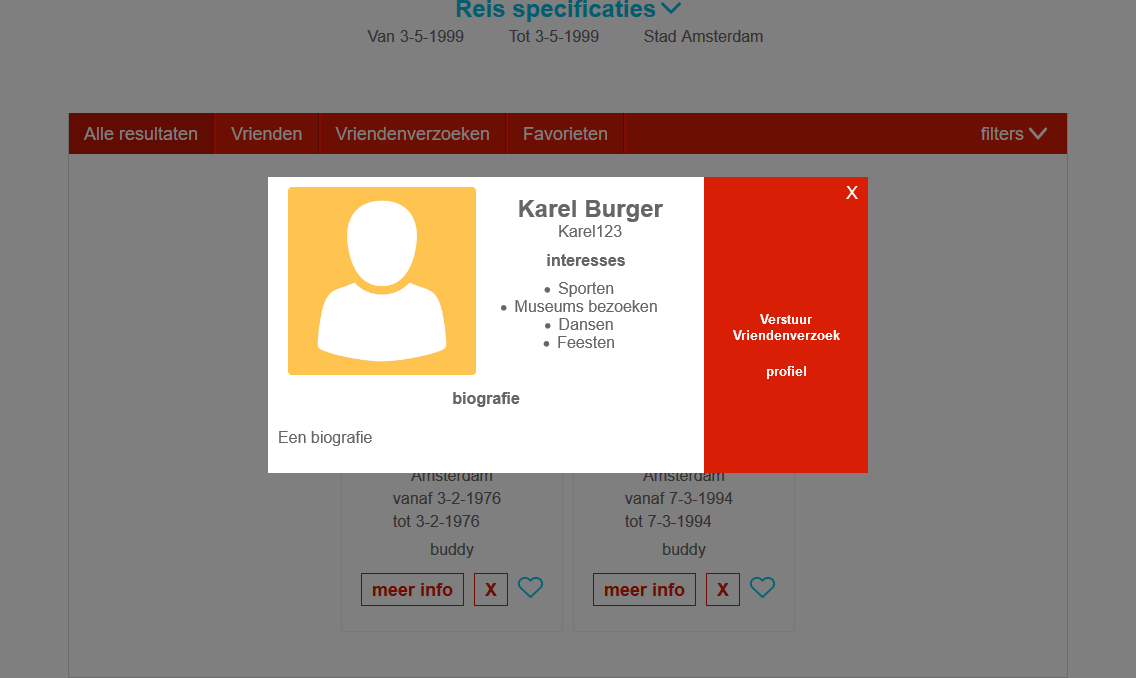 Reis specificaties
Van 3-5-1999 Tot 3-5-1999 Stad Amsterdam
Alle resultaten Vrienden Vriendenverzoeken Favorieten filters
X
Karel Burger
Karel123
interesses
• Sporten
• Museums bezoeken
• Dansen
• Feesten
Verstuur
Vriendenverzoek
profiel
biografie
Een biografie
Amsterdam Amsterdam
vanaf 3-2-1976 vanaf 7-3-1994
tot 3-2-1976 tot 7-3-1994
buddy buddy
meer info X meer info X